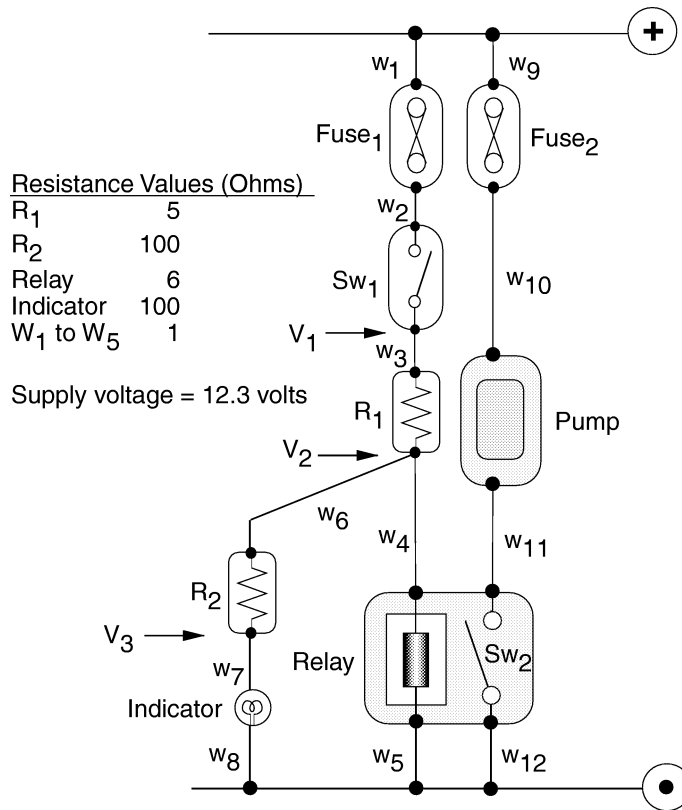 +
w1
w9
Fuse1
Fuse2
Resistance Values (Ohms)
R1 5
R2 100
Relay 6
Indicator 100
W1 to W5 1
Supply voltage = 12.3 volts
w2
Sw1
w10
V1
w3
R1
Pump
V2
w6
w4
w11
R2
V3
Relay
Sw2
w7
Indicator
w8
w5
w12